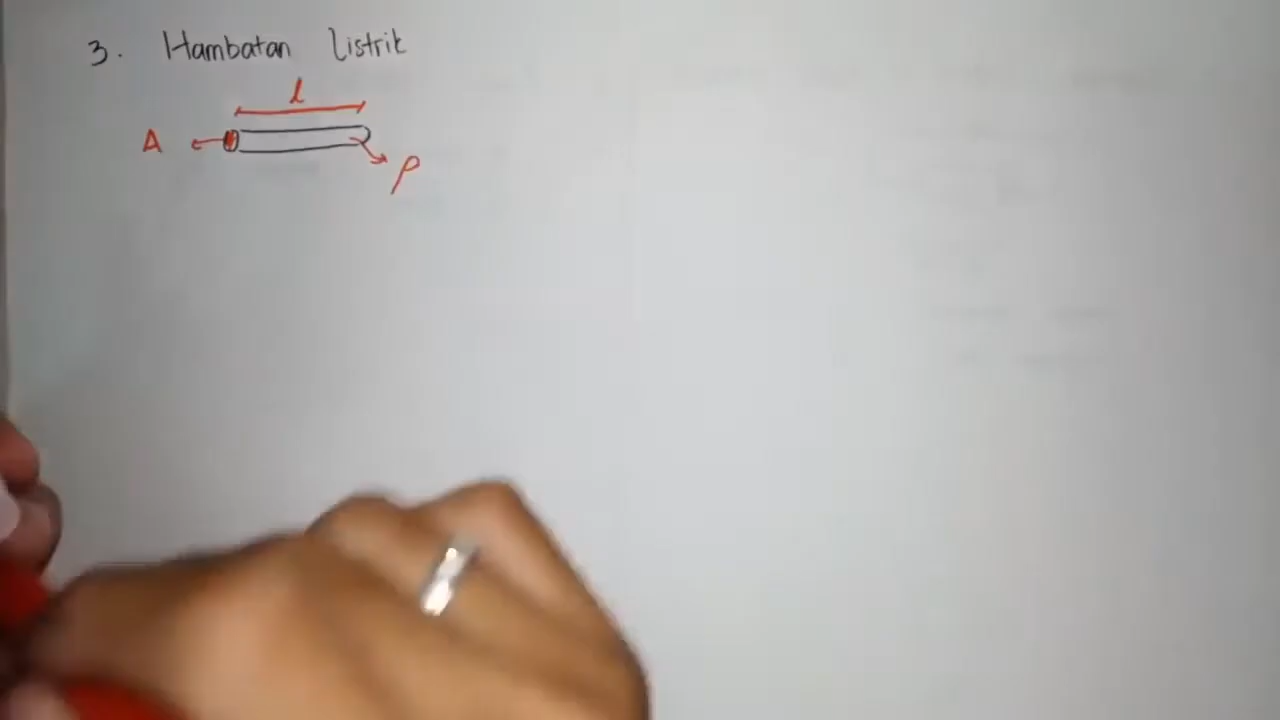 3. Hambatan listrik
l
A
ρ